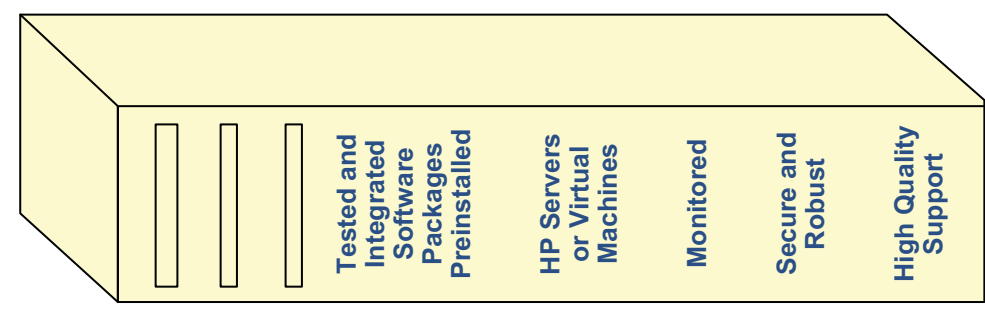 Tested and
Integrated
Software
Packages
Preinstalled
HP Servers
or Virtual
Machines
Monitored
Secure and
Robust
High Quality
Support